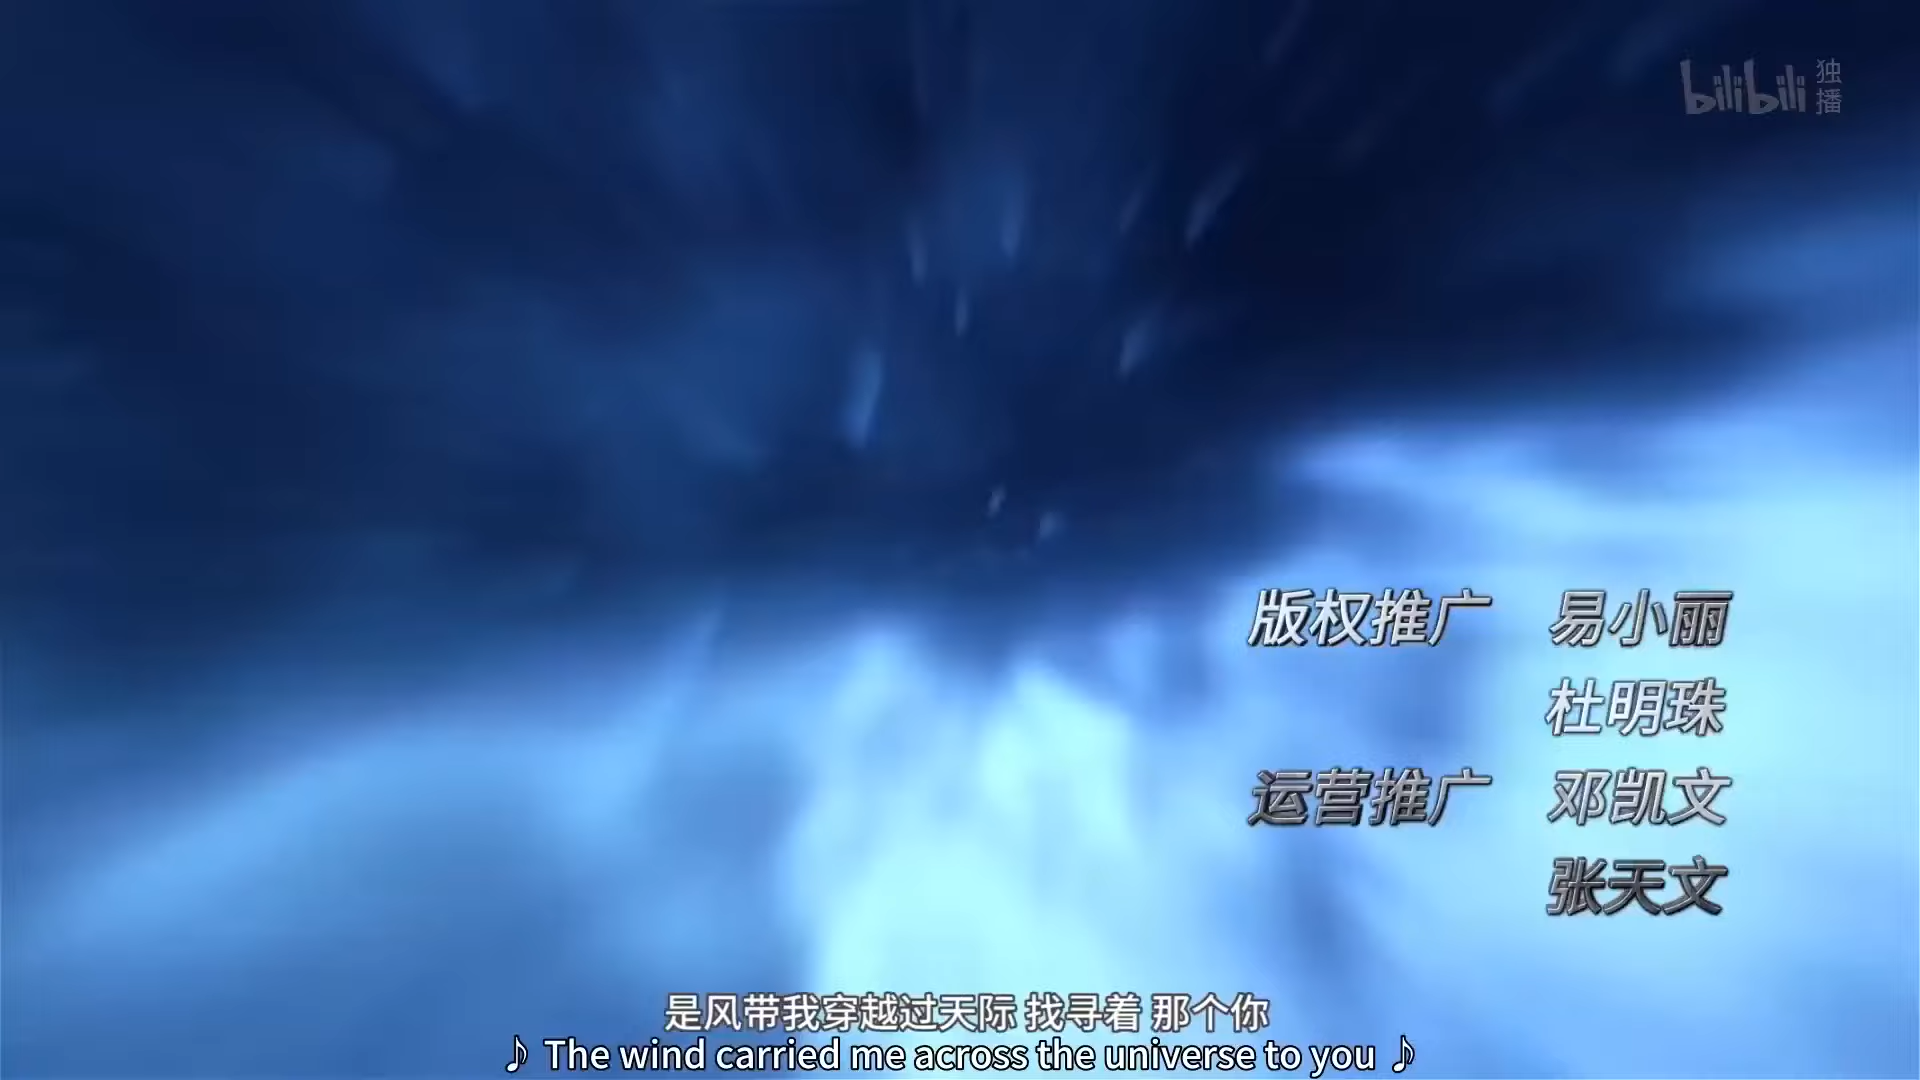 bilibili 独播
版权推广 易小丽
杜明珠
运营推广 邓凯文
张天文
是风带我穿越过天际 找寻着 那个你
♪ The wind carried me across the universe to you ♪